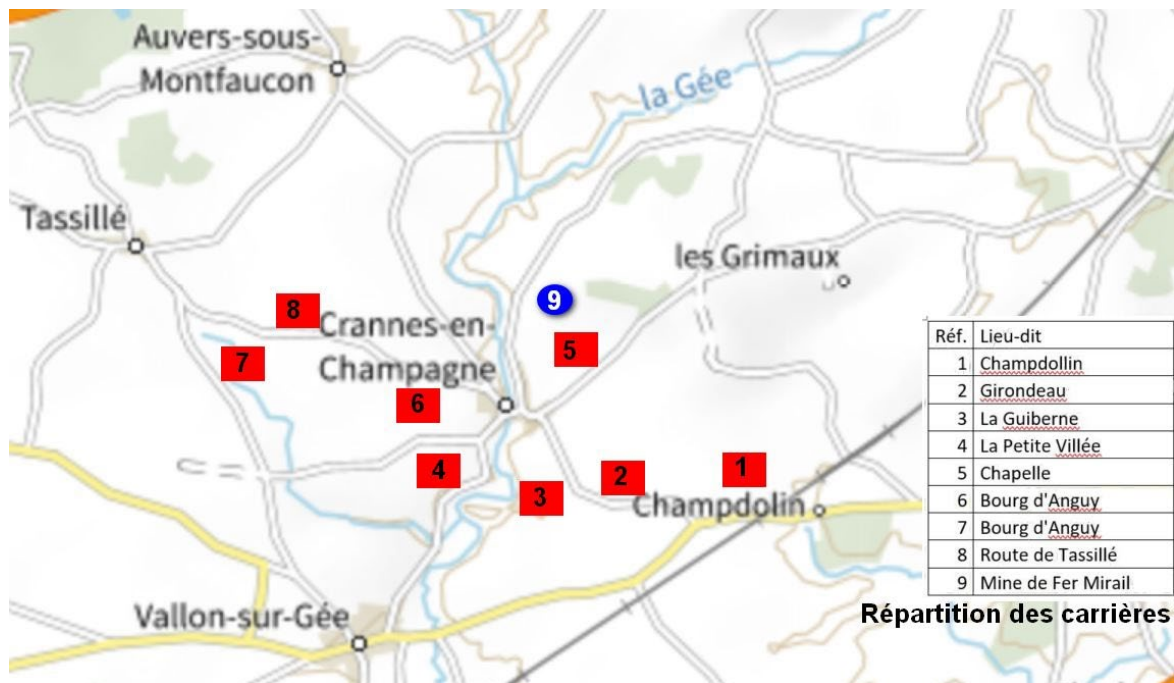 Auvers-sous-
Montfaucon
la Gée
Tassillé
les Grimaux
9
8
Crannes-en-
Champagne
5
7
6
4
3
2
1
Champdolin
Vallon-sur-Gée
Réf. Lieu-dit
1 Champdollin
2 Girondeau
3 La Guiberne
4 La Petite Villée
5 Chapelle
6 Bourg d'Anguy
7 Bourg d'Anguy
8 Route de Tassillé
9 Mine de Fer Mirail
Répartition des carrières